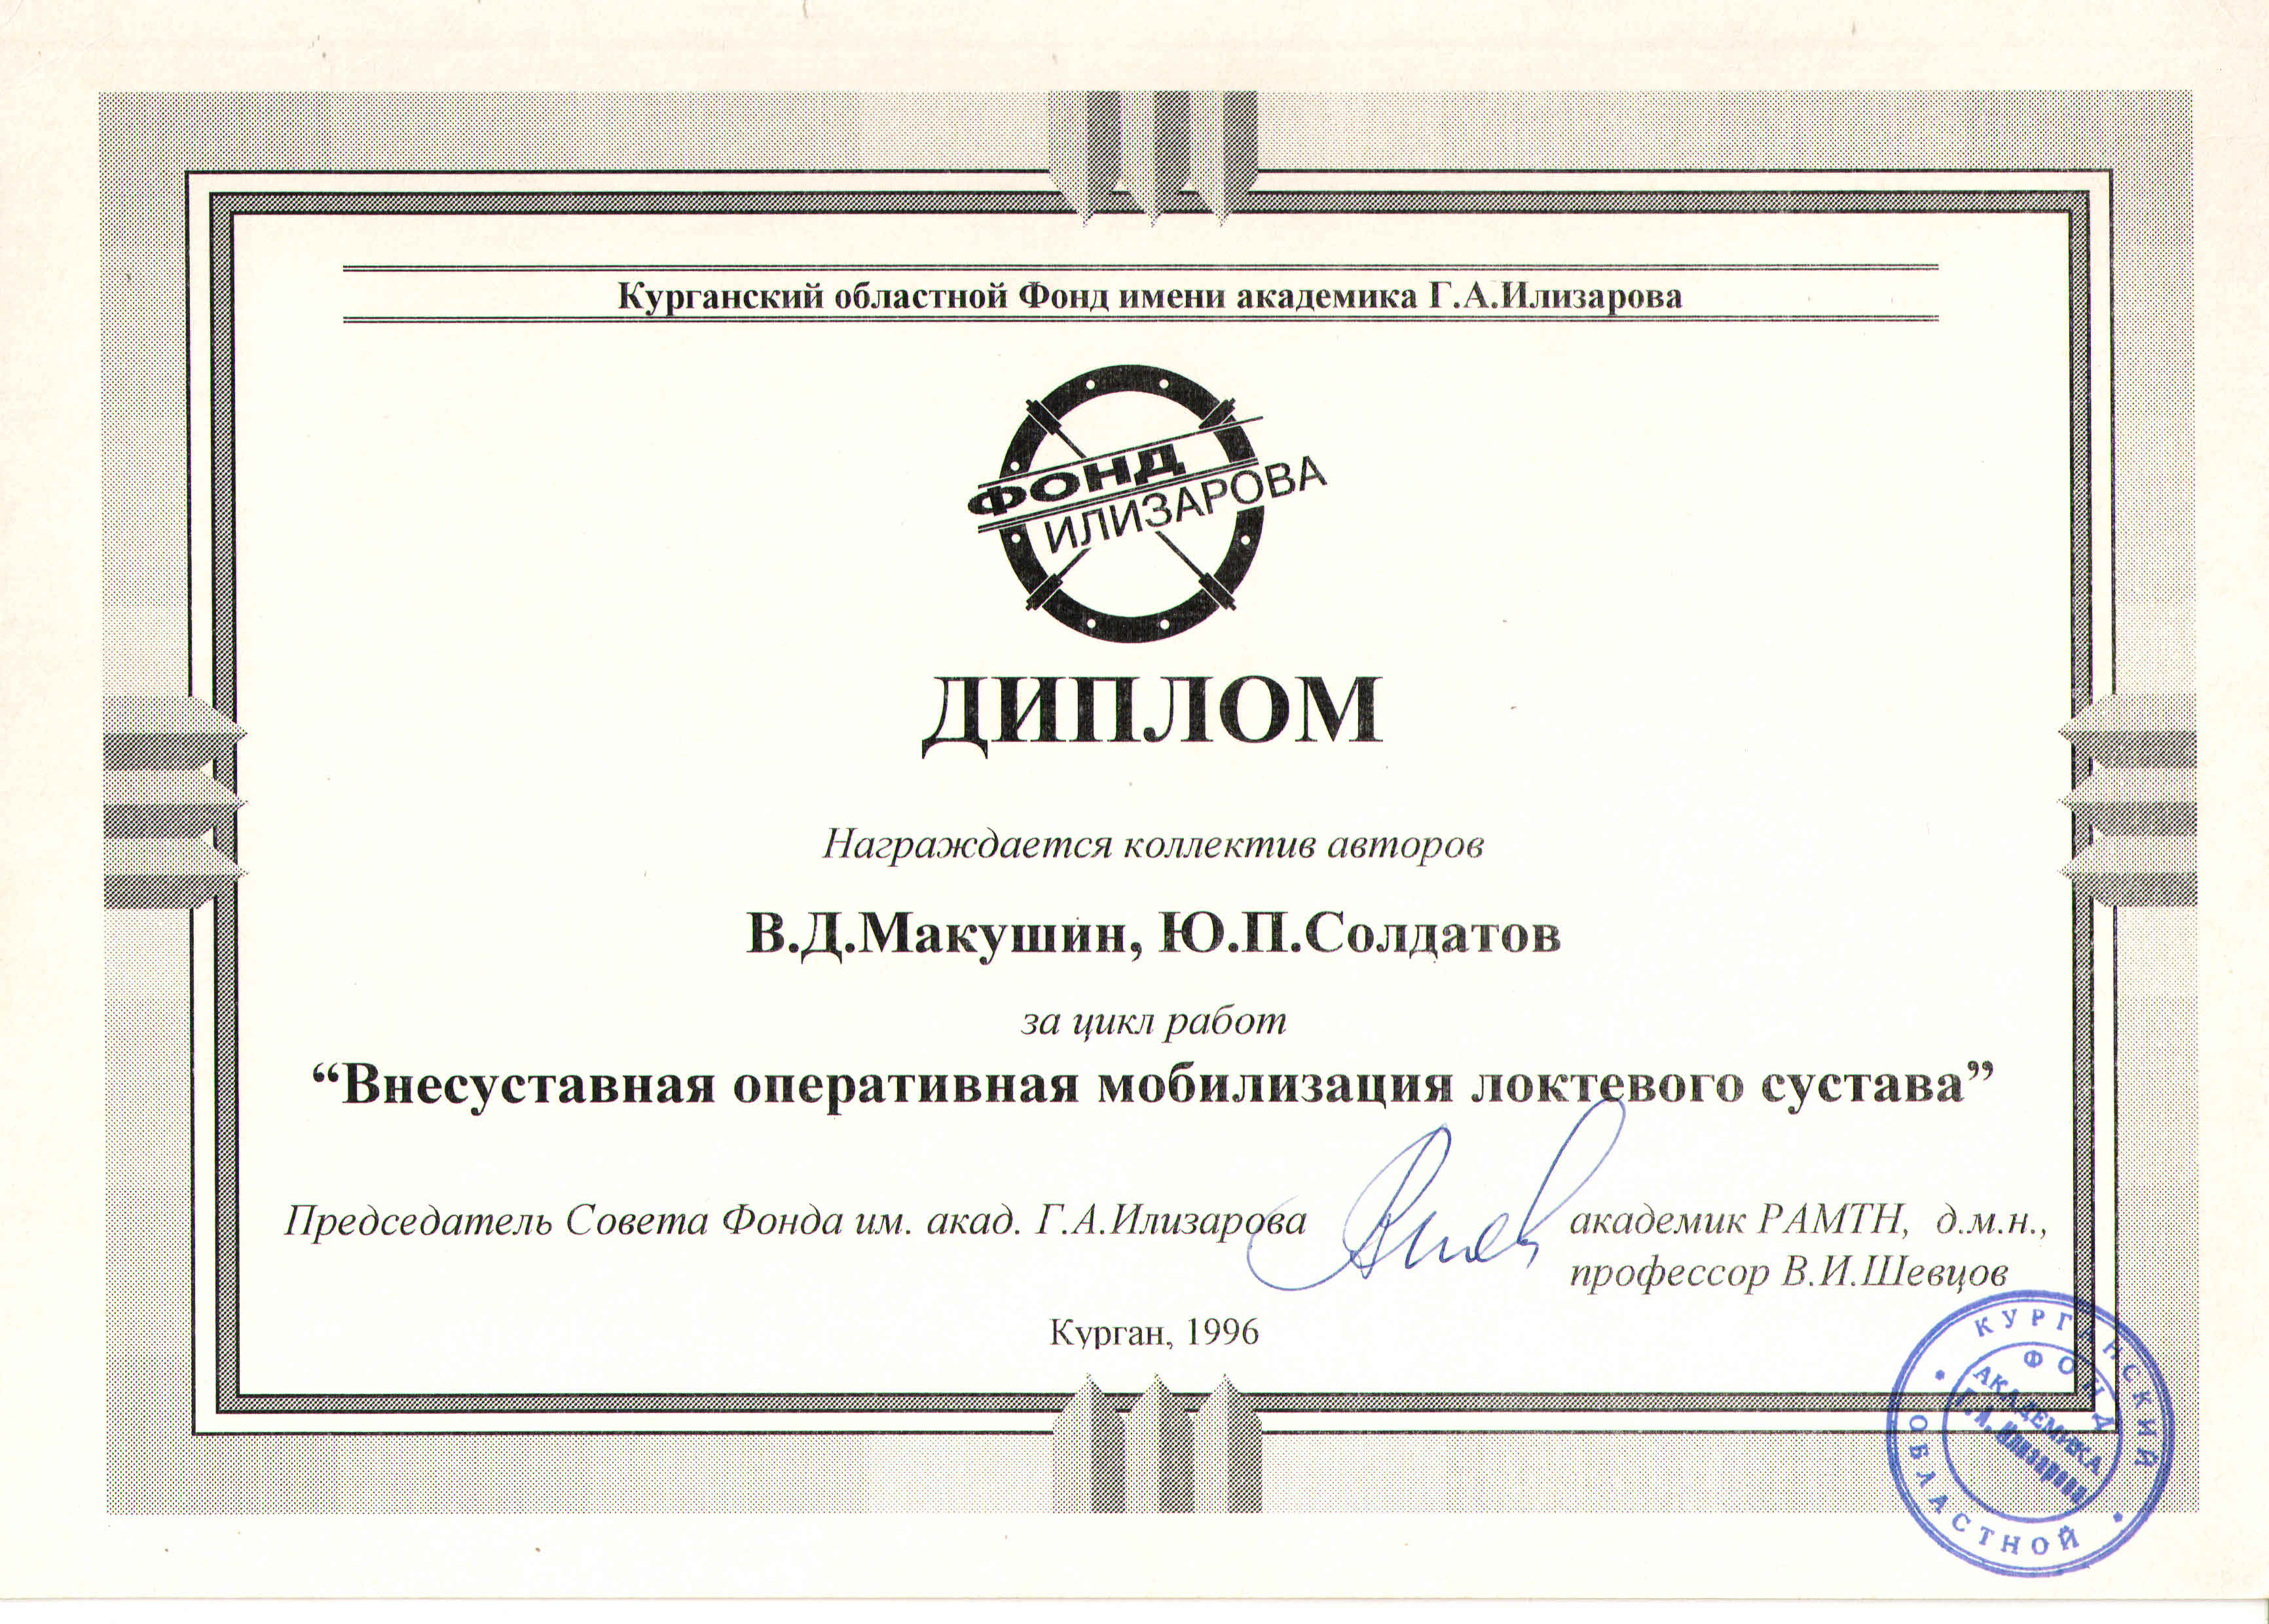 Курганский областной Фонд имени академика Г.А.Илизарова
ФОНД
ИЛИЗАРОВА
ДИПЛОМ
Награждается коллектив авторов
В.Д.Макушин, Ю.П.Солдатов
за цикл работ
“Внесуставная оперативная мобилизация локтевого сустава”
Председатель Совета Фонда им. акад. Г.А.Илизарова
академик РАМТН, д.м.н.,
профессор В.И.Шевцов
Курган, 1996
КУРГАНСКИЙ
ОБЛАСТНОЙ
ФОНД
АКАДЕМИКА
Г.А. Илизарова